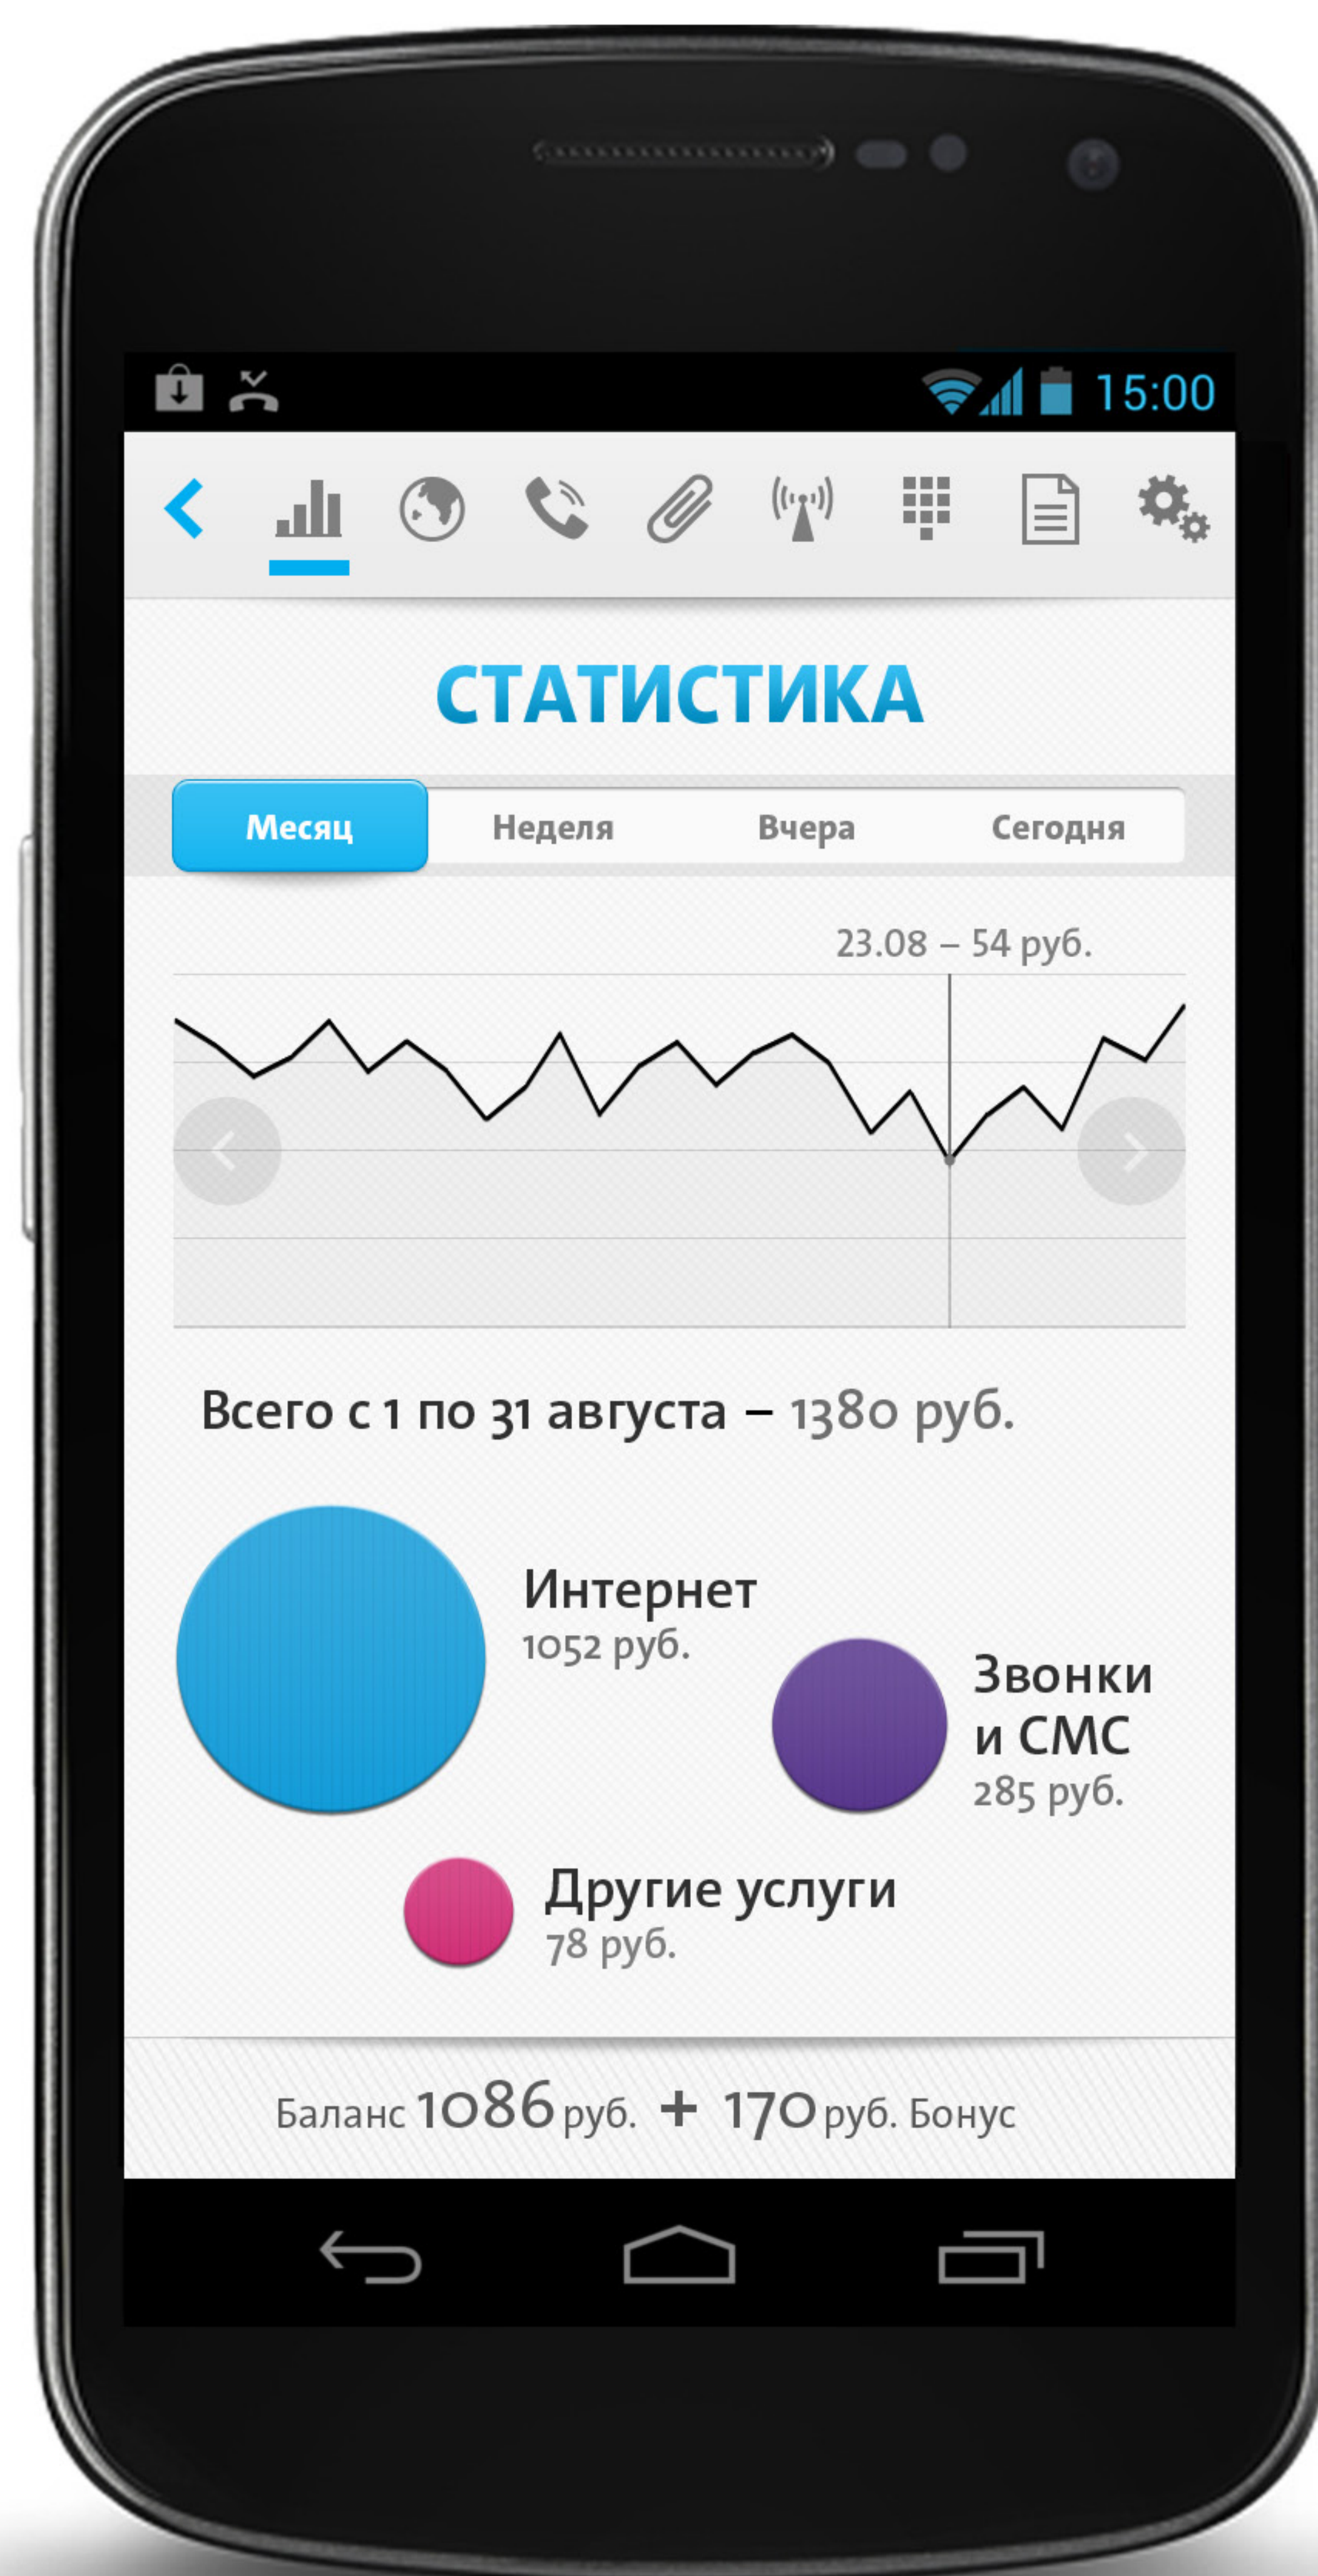 15:00
СТАТИСТИКА
Месяц Неделя Вчера Сегодня
23.08 – 54 руб.
Всего с 1 по 31 августа – 1380 руб.
Интернет
1052 руб.
Звонки
и СМС
285 руб.
Другие услуги
78 руб.
Баланс 1086 руб. + 170 руб. Бонус